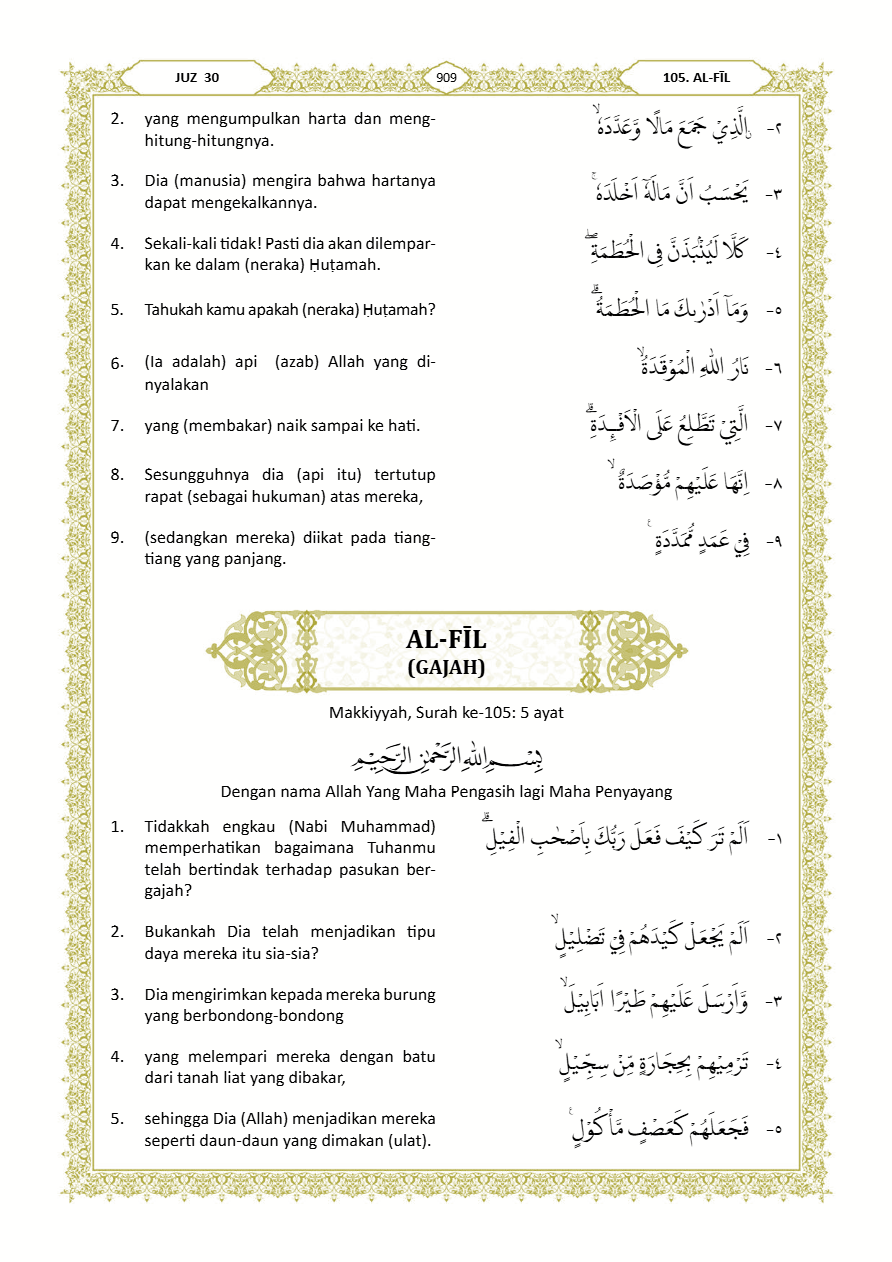 JUZ 30
909
105. AL-FĪL
2. yang mengumpulkan harta dan meng-
hitung-hitungnya.
٢- ۨالَّذِيْ جَمَعَ مَالًا وَّعَدَّدَهٗۙ
3. Dia (manusia) mengira bahwa hartanya
dapat mengekalkannya.
٣- يَحْسَبُ اَنَّ مَالَهٗٓ اَخْلَدَهٗۚ
4. Sekali-kali tidak! Pasti dia akan dilempar-
kan ke dalam (neraka) Ḥuṭamah.
٤- كَلَّا لَيُنْۢبَذَنَّ فِى الْحُطَمَةِۖ
5. Tahukah kamu apakah (neraka) Ḥuṭamah?
٥- وَمَآ اَدْرٰىكَ مَا الْحُطَمَةُۗ
6. (Ia adalah) api (azab) Allah yang di-
nyalakan
٦- نَارُ اللّٰهِ الْمُوْقَدَةُۙ
7. yang (membakar) naik sampai ke hati.
٧- الَّتِيْ تَطَّلِعُ عَلَى الْاَفْـِٕدَةِۗ
8. Sesungguhnya dia (api itu) tertutup
rapat (sebagai hukuman) atas mereka,
٨- اِنَّهَا عَلَيْهِمْ مُّؤْصَدَةٌۙ
9. (sedangkan mereka) diikat pada tiang-
tiang yang panjang.
٩- فِيْ عَمَدٍ مُّمَدَّدَةٍ ࣖ
AL-FĪL
(GAJAH)
Makkiyyah, Surah ke-105: 5 ayat
بِسْمِ اللّٰهِ الرَّحْمٰنِ الرَّحِيْمِ
Dengan nama Allah Yang Maha Pengasih lagi Maha Penyayang
1. Tidakkah engkau (Nabi Muhammad)
memperhatikan bagaimana Tuhanmu
telah bertindak terhadap pasukan ber-
gajah?
١- اَلَمْ تَرَ كَيْفَ فَعَلَ رَبُّكَ بِاَصْحٰبِ الْفِيْلِۗ
2. Bukankah Dia telah menjadikan tipu
daya mereka itu sia-sia?
٢- اَلَمْ يَجْعَلْ كَيْدَهُمْ فِيْ تَضْلِيْلٍۙ
3. Dia mengirimkan kepada mereka burung
yang berbondong-bondong
٣- وَّاَرْسَلَ عَلَيْهِمْ طَيْرًا اَبَابِيْلَۙ
4. yang melempari mereka dengan batu
dari tanah liat yang dibakar,
٤- تَرْمِيْهِمْ بِحِجَارَةٍ مِّنْ سِجِّيْلٍۙ
5. sehingga Dia (Allah) menjadikan mereka
seperti daun-daun yang dimakan (ulat).
٥- فَجَعَلَهُمْ كَعَصْفٍ مَّأْكُوْلٍ ࣖ